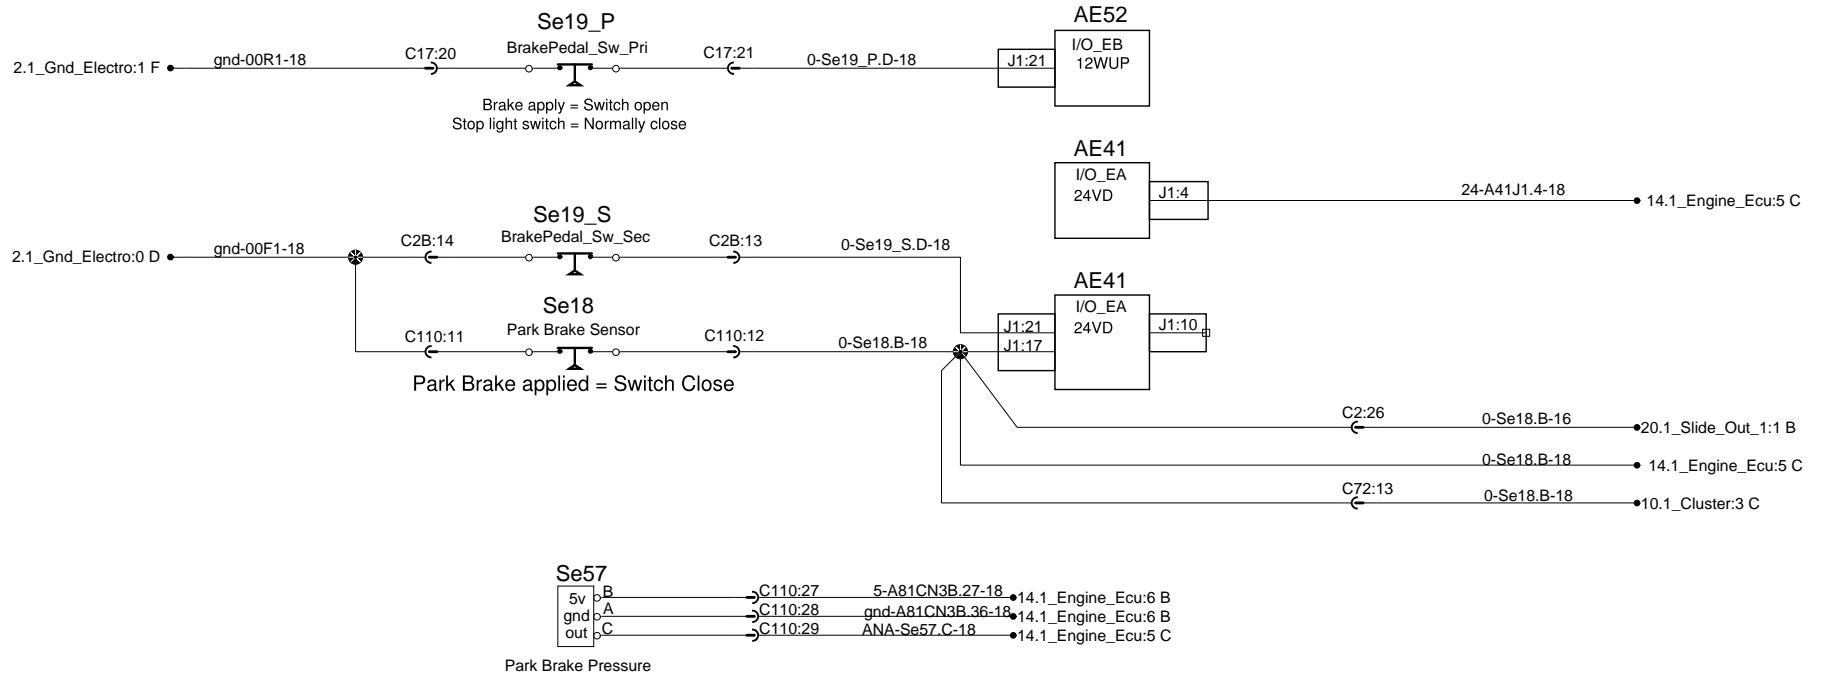 Se19_P
AE52
BrakePedal_Sw_Pri
I/O_EB
12WUP
2.1_Gnd_Electro:1 F
gnd-00R1-18
C17:20
C17:21
0-Se19_P.D-18
J1:21
Brake apply = Switch open
Stop light switch = Normally close
AE41
I/O_EA
24VD
J1:4
24-A41J1.4-18
14.1_Engine_Ecu:5 C
Se19_S
BrakePedal_Sw_Sec
2.1_Gnd_Electro:0 D
gnd-00F1-18
C2B:14
C2B:13
0-Se19_S.D-18
AE41
I/O_EA
24VD
J1:21
J1:17
J1:10
Se18
Park Brake Sensor
C110:11
C110:12
0-Se18.B-18
Park Brake applied = Switch Close
C2:26
0-Se18.B-16
20.1_Slide_Out_1:1 B
0-Se18.B-18
14.1_Engine_Ecu:5 C
C72:13
0-Se18.B-18
10.1_Cluster:3 C
Se57
5v B C110:27 5-A81CN3B.27-18 14.1_Engine_Ecu:6 B
gnd A C110:28 gnd-A81CN3B.36-18 14.1_Engine_Ecu:6 B
out C C110:29 ANA-Se57.C-18 14.1_Engine_Ecu:5 C
Park Brake Pressure